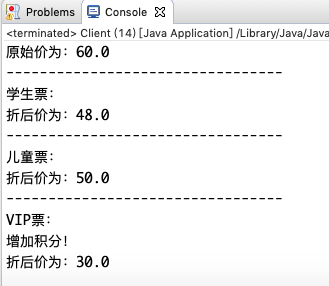 Problems Console
<terminated> Client (14) [Java Application] /Library/Java/Java
原始价为：60.0
---------------------------------
学生票：
折后价为：48.0
---------------------------------
儿童票：
折后价为：50.0
---------------------------------
VIP票：
增加积分！
折后价为：30.0